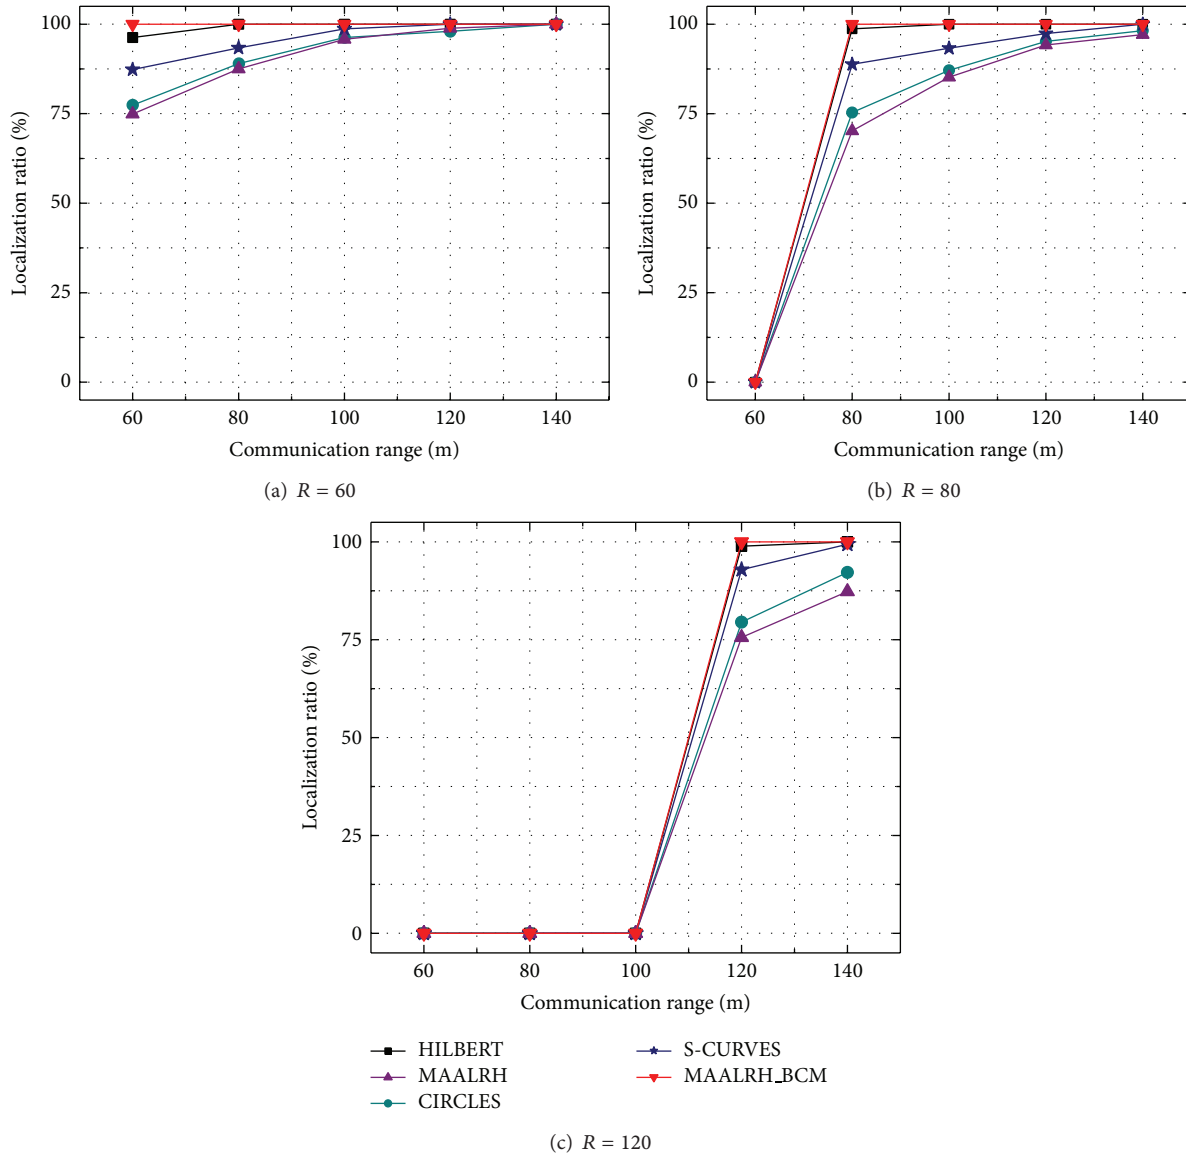 100
75
50
25
0
Localization ratio (%)
60 80 100 120 140
Communication range (m)
(a) R = 60
100
75
50
25
0
Localization ratio (%)
60 80 100 120 140
Communication range (m)
(b) R = 80
100
75
50
25
0
Localization ratio (%)
60 80 100 120 140
Communication range (m)
HILBERT
MAALRH
CIRCLES
S-CURVES
MAALRH_BCM
(c) R = 120